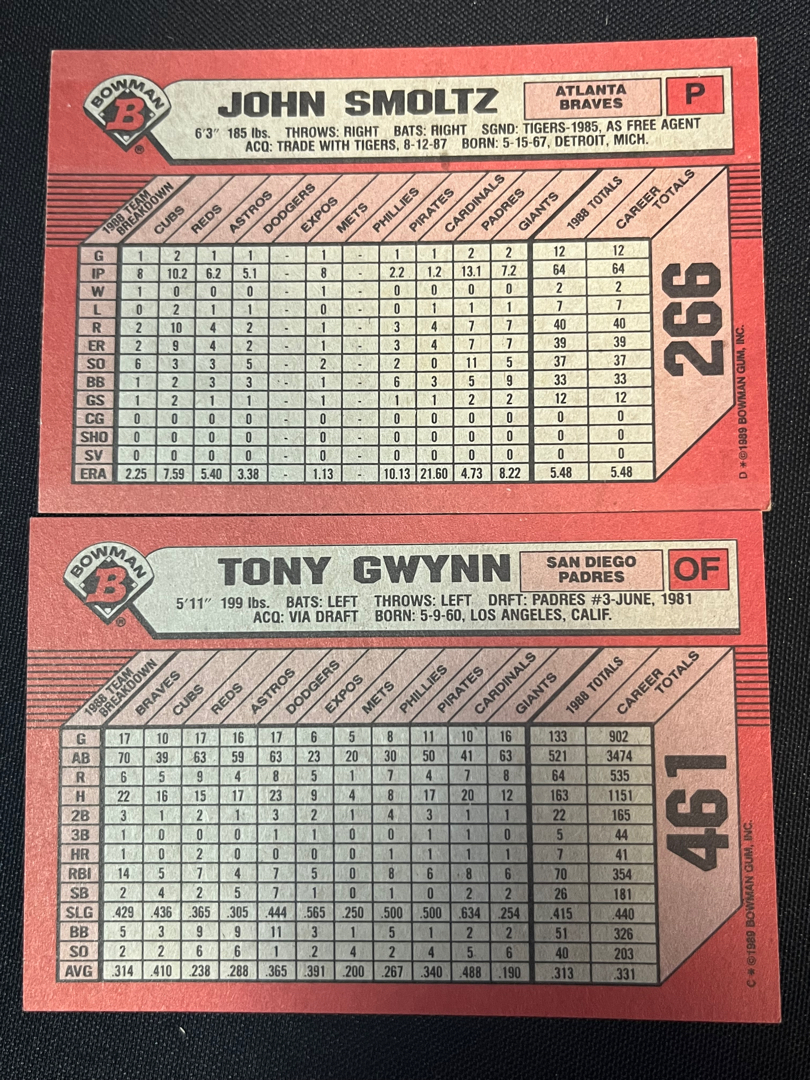 BOWMAN
B
®
JOHN SMOLTZ
ATLANTA
BRAVES
P
6'3" 185 lbs. THROWS: RIGHT BATS: RIGHT SGND: TIGERS-1985, AS FREE AGENT
ACQ: TRADE WITH TIGERS, 8-12-87 BORN: 5-15-67, DETROIT, MICH.
1988 TEAM BREAKDOWN CUBS REDS ASTROS DODGERS EXPOS METS PHILLIES PIRATES CARDINALS PADRES GIANTS 1988 TOTALS CAREER TOTALS
G 1 2 1 1 - 1 - 1 1 2 2 12 12
IP 8 10.2 6.2 5.1 - 8 - 2.2 1.2 13.1 7.2 64 64
W 1 0 0 0 - 1 - 0 0 0 0 2 2
L 0 2 1 1 - 0 - 0 1 1 1 7 7
R 2 10 4 2 - 1 - 3 4 7 7 40 40
ER 2 9 4 2 - 1 - 3 4 7 7 39 39
SO 6 3 3 5 - 2 - 2 0 11 5 37 37
BB 1 2 3 3 - 1 - 6 3 5 9 33 33
GS 1 2 1 1 - 1 - 1 1 2 2 12 12
CG 0 0 0 0 - 0 - 0 0 0 0 0 0
SHO 0 0 0 0 - 0 - 0 0 0 0 0 0
SV 0 0 0 0 - 0 - 0 0 0 0 0 0
ERA 2.25 7.59 5.40 3.38 - 1.13 - 10.13 21.60 4.73 8.22 5.48 5.48
266
D * © 1989 BOWMAN GUM, INC.
BOWMAN
B
®
TONY GWYNN
SAN DIEGO
PADRES
OF
5'11" 199 lbs. BATS: LEFT THROWS: LEFT DRFT: PADRES #3-JUNE, 1981
ACQ: VIA DRAFT BORN: 5-9-60, LOS ANGELES, CALIF.
1988 TEAM BREAKDOWN BRAVES CUBS REDS ASTROS DODGERS EXPOS METS PHILLIES PIRATES CARDINALS GIANTS 1988 TOTALS CAREER TOTALS
G 17 10 17 16 17 6 5 8 11 10 16 133 902
AB 70 39 63 59 63 23 20 30 50 41 63 521 3474
R 6 5 9 4 8 5 1 7 4 7 8 64 535
H 22 16 15 17 23 9 4 8 17 20 12 163 1151
2B 3 1 2 1 3 2 1 4 3 1 1 22 165
3B 1 0 0 0 1 1 0 0 1 1 0 5 44
HR 1 0 2 0 0 0 0 1 1 1 1 7 41
RBI 14 5 7 4 7 5 0 8 6 8 6 70 354
SB 2 4 2 5 7 1 0 1 0 2 2 26 181
SLG .429 .436 .365 .305 .444 .565 .250 .500 .500 .634 .254 .415 .440
BB 5 3 9 9 11 3 1 5 1 2 2 51 326
SO 2 2 6 6 1 2 4 2 4 5 6 40 203
AVG .314 .410 .238 .288 .365 .391 .200 .267 .340 .488 .190 .313 .331
461
C * © 1989 BOWMAN GUM, INC.